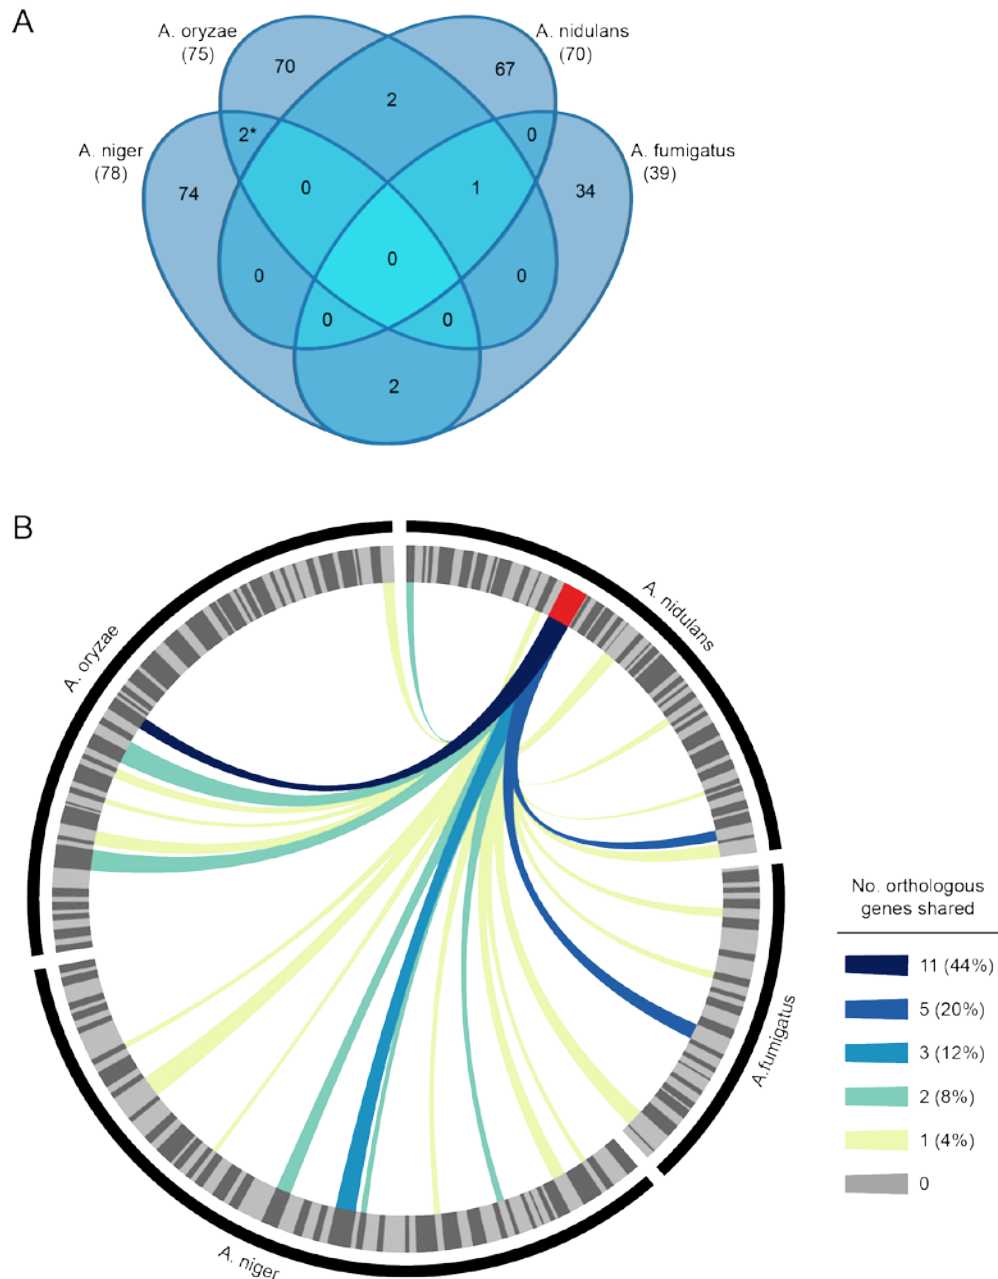 A
A. oryzae
(75)
A. nidulans
(70)
70
67
2
2*
0
A. niger
(78)
A. fumigatus
(39)
74
0
1
34
0
0
0
0
0
2
B
A. oryzae
A. nidulans
A.fumigatus
A. niger
No. orthologous
genes shared
11 (44%)
5 (20%)
3 (12%)
2 (8%)
1 (4%)
0